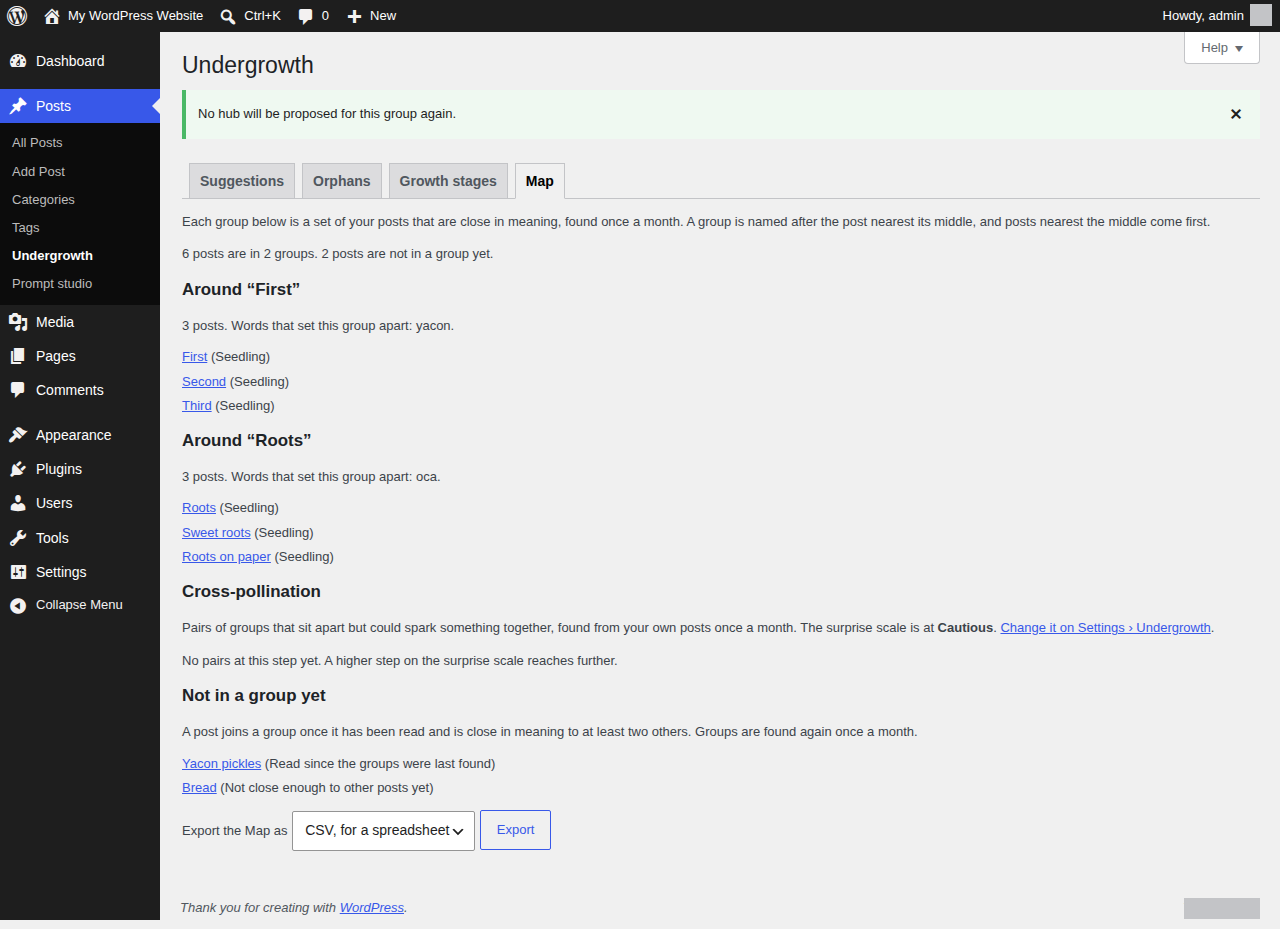 My WordPress Website
Ctrl+K
0
New
Howdy, admin
Dashboard
Posts
All Posts
Add Post
Categories
Tags
Undergrowth
Prompt studio
Media
Pages
Comments
Appearance
Plugins
Users
Tools
Settings
Collapse Menu
Help
Undergrowth
No hub will be proposed for this group again.
Suggestions
Orphans
Growth stages
Map
Each group below is a set of your posts that are close in meaning, found once a month. A group is named after the post nearest its middle, and posts nearest the middle come first.
6 posts are in 2 groups. 2 posts are not in a group yet.
Around “First”
3 posts. Words that set this group apart: yacon.
First (Seedling)
Second (Seedling)
Third (Seedling)
Around “Roots”
3 posts. Words that set this group apart: oca.
Roots (Seedling)
Sweet roots (Seedling)
Roots on paper (Seedling)
Cross-pollination
Pairs of groups that sit apart but could spark something together, found from your own posts once a month. The surprise scale is at Cautious. Change it on Settings › Undergrowth.
No pairs at this step yet. A higher step on the surprise scale reaches further.
Not in a group yet
A post joins a group once it has been read and is close in meaning to at least two others. Groups are found again once a month.
Yacon pickles (Read since the groups were last found)
Bread (Not close enough to other posts yet)
Export the Map as
CSV, for a spreadsheet
Export
Thank you for creating with WordPress.